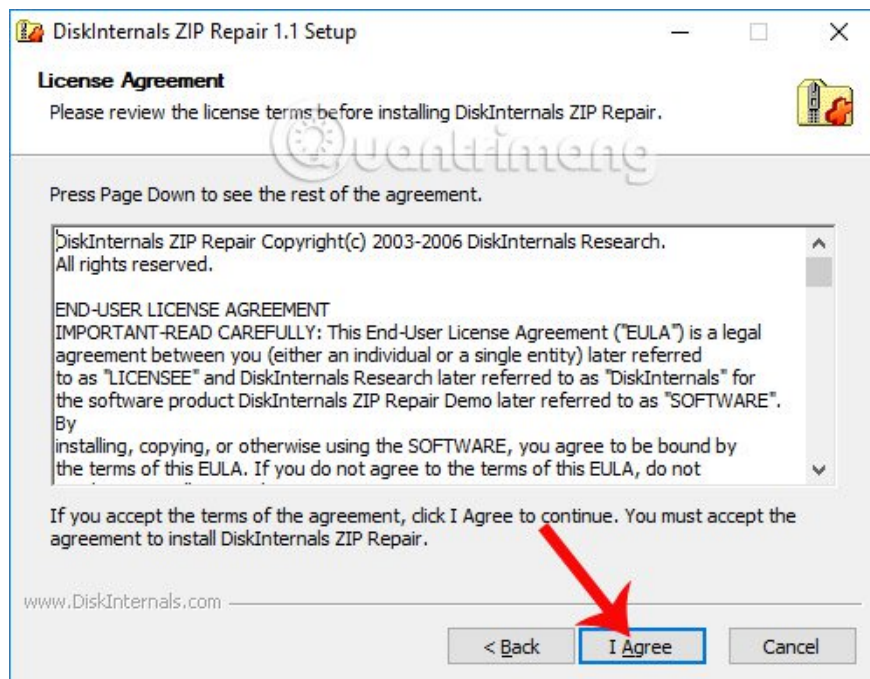 DiskInternals ZIP Repair 1.1 Setup
License Agreement
Please review the license terms before installing DiskInternals ZIP Repair.
Quantrimang
Press Page Down to see the rest of the agreement.
DiskInternals ZIP Repair Copyright(c) 2003-2006 DiskInternals Research.
All rights reserved.
END-USER LICENSE AGREEMENT
IMPORTANT-READ CAREFULLY: This End-User License Agreement ("EULA") is a legal
agreement between you (either an individual or a single entity) later referred
to as "LICENSEE" and DiskInternals Research later referred to as "DiskInternals" for
the software product DiskInternals ZIP Repair Demo later referred to as "SOFTWARE".
By
installing, copying, or otherwise using the SOFTWARE, you agree to be bound by
the terms of this EULA. If you do not agree to the terms of this EULA, do not
If you accept the terms of the agreement, click I Agree to continue. You must accept the
agreement to install DiskInternals ZIP Repair.
www.DiskInternals.com
< Back
I Agree
Cancel